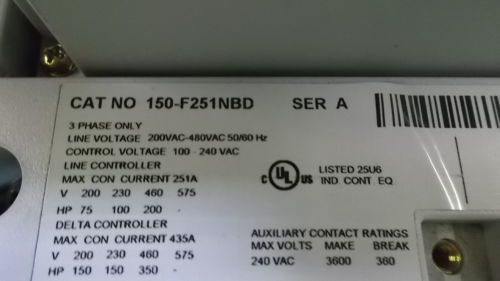 CAT NO 150-F251NBD SER A
3 PHASE ONLY
LINE VOLTAGE 200VAC-480VAC 50/60 Hz
CONTROL VOLTAGE 100 - 240 VAC
LINE CONTROLLER
MAX CON CURRENT 251A
V 200 230 460 575
HP 75 100 200 -
DELTA CONTROLLER
MAX CON CURRENT 435A
V 200 230 460 575
HP 150 150 350 -
C UL US LISTED 25U6
IND. CONT. EQ
AUXILIARY CONTACT RATINGS
MAX VOLTS MAKE BREAK
240 VAC 3600 360